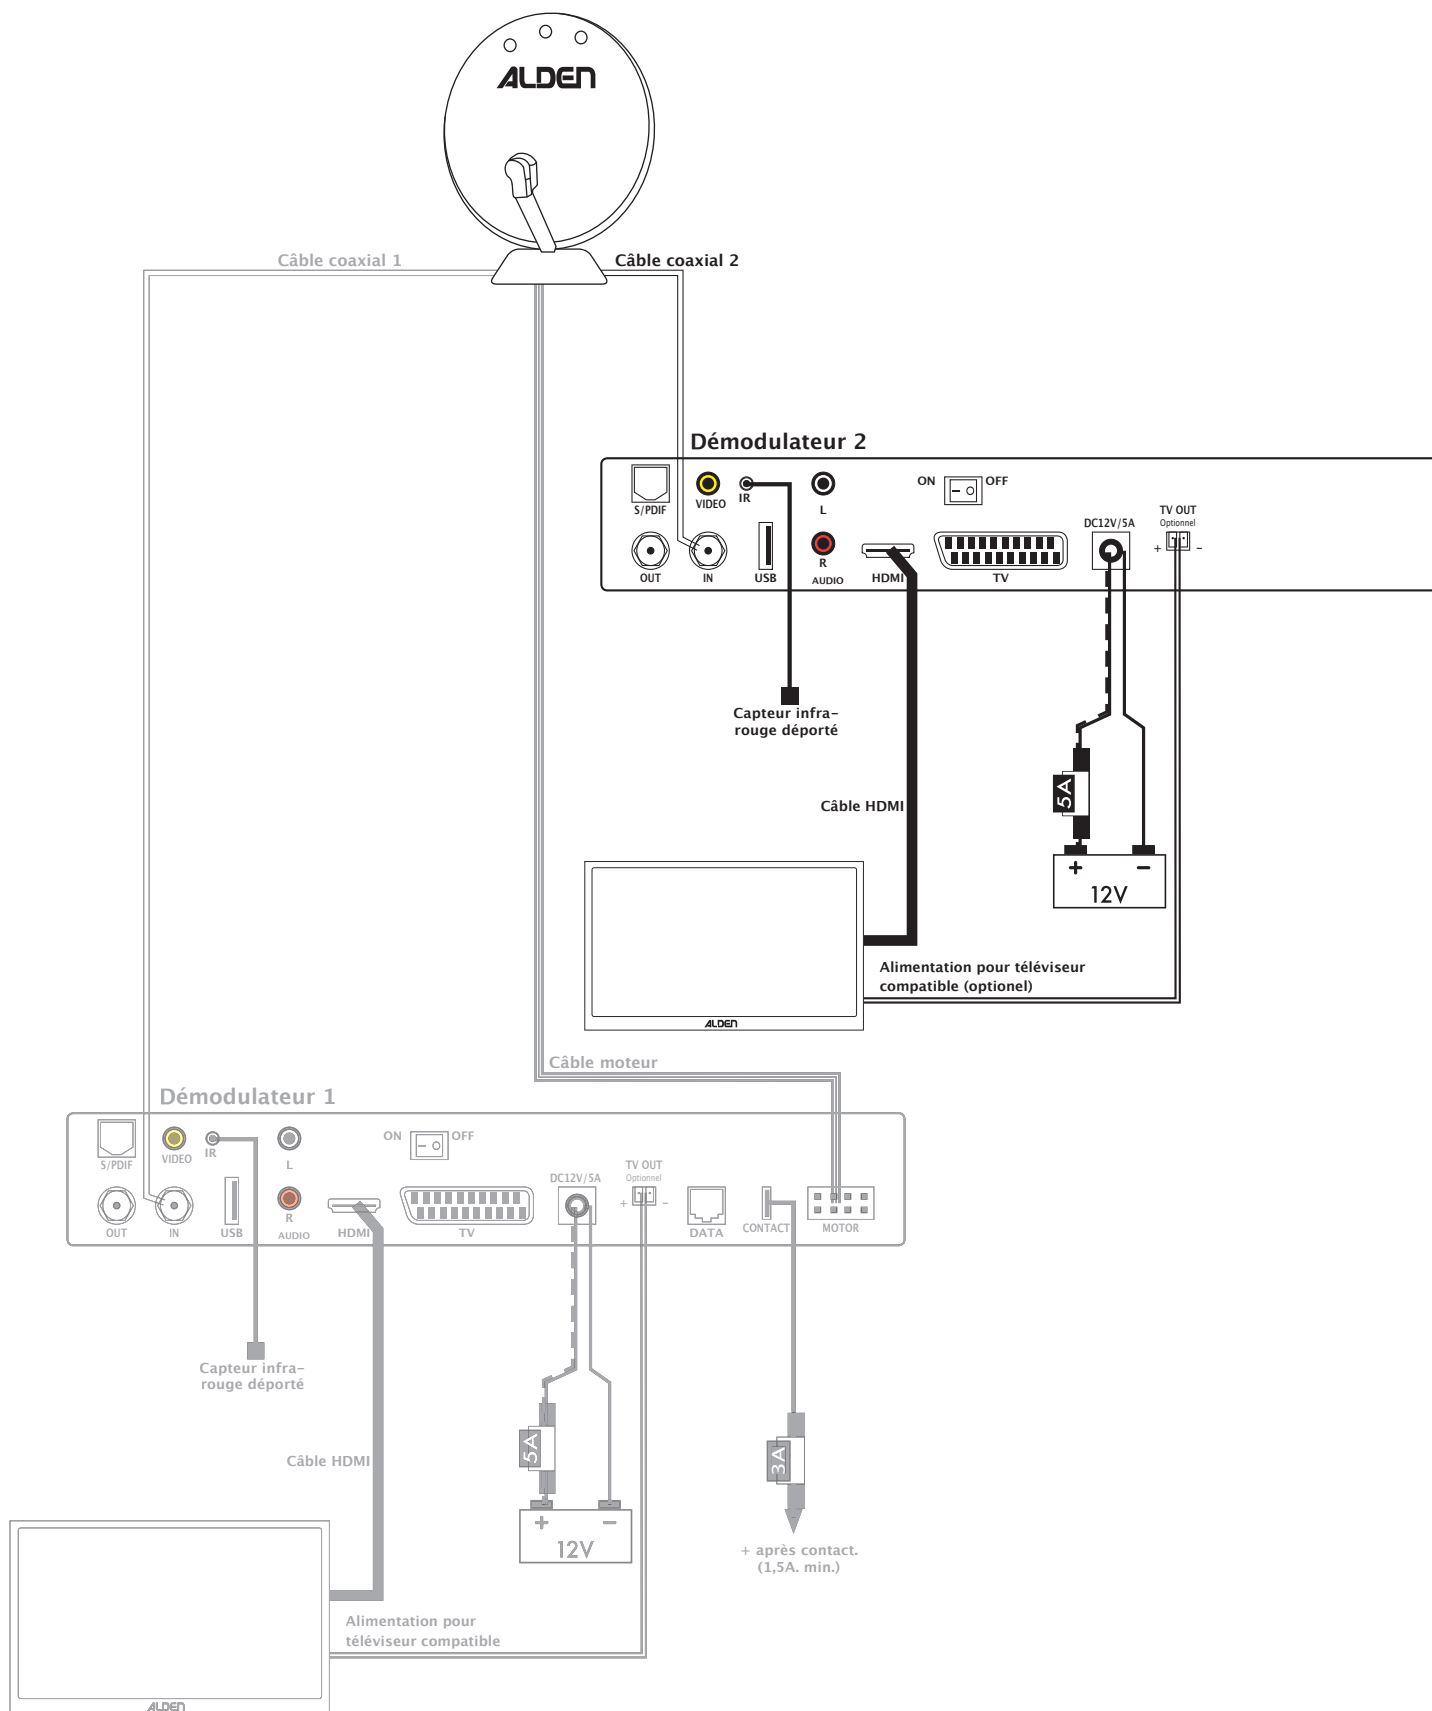 ALDEN
Câble coaxial 1
Câble coaxial 2
Démodulateur 2
S/PDIF
VIDEO
IR
L
ON
OFF
DC12V/5A
TV OUT
Optionnel
+
-
OUT
IN
USB
R
AUDIO
HDMI
TV
Capteur infra-
rouge déporté
Câble HDMI
5A
+
-
12V
Alimentation pour téléviseur
compatible (optionel)
ALDEN
Câble moteur
Démodulateur 1
S/PDIF
VIDEO
IR
L
ON
OFF
DC12V/5A
TV OUT
Optionnel
+
-
OUT
IN
USB
R
AUDIO
HDMI
TV
DATA
CONTACT
MOTOR
Capteur infra-
rouge déporté
Câble HDMI
5A
3A
+
-
12V
+ après contact.
(1,5A. min.)
Alimentation pour
téléviseur compatible
ALDEN